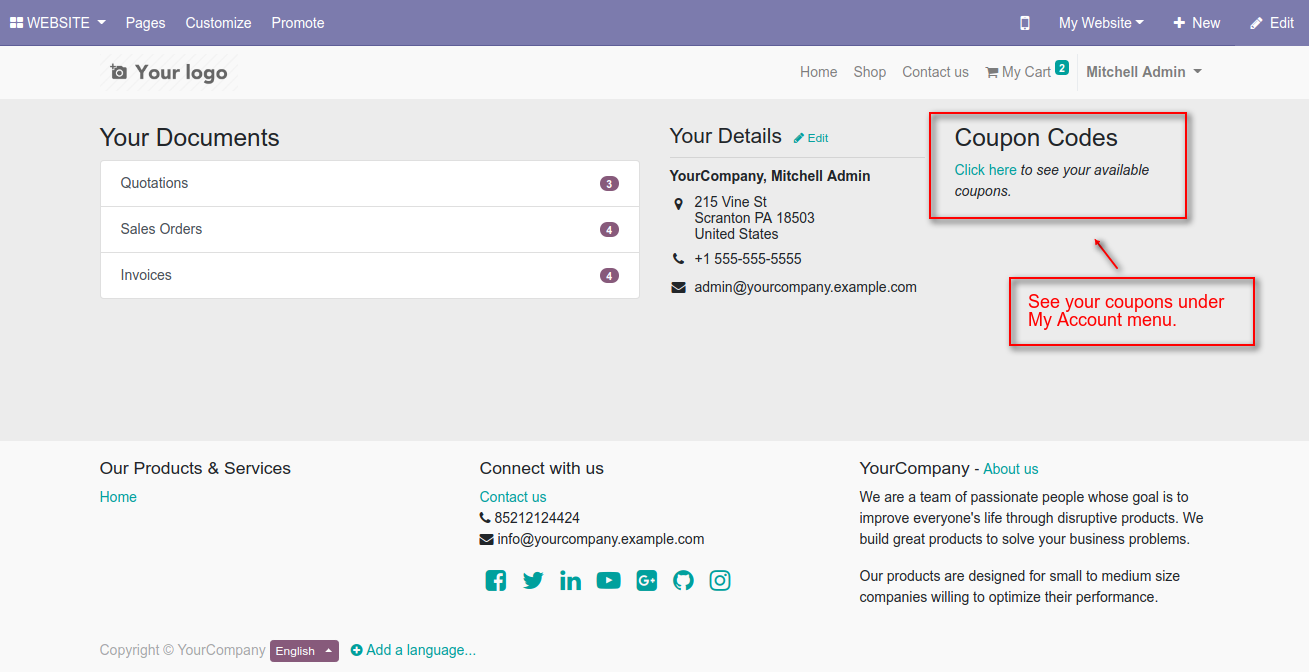 WEBSITE Pages Customize Promote My Website New Edit
Your logo Home Shop Contact us My Cart 2 Mitchell Admin
Your Documents
Quotations 3
Sales Orders 4
Invoices 4
Your Details Edit
YourCompany, Mitchell Admin
215 Vine St
Scranton PA 18503
United States
+1 555-555-5555
admin@yourcompany.example.com
Coupon Codes
Click here to see your available
coupons.
See your coupons under
My Account menu.
Our Products & Services
Home
Connect with us
Contact us
85212124424
info@yourcompany.example.com
YourCompany - About us
We are a team of passionate people whose goal is to
improve everyone's life through disruptive products. We
build great products to solve your business problems.
Our products are designed for small to medium size
companies willing to optimize their performance.
Copyright © YourCompany English Add a language...